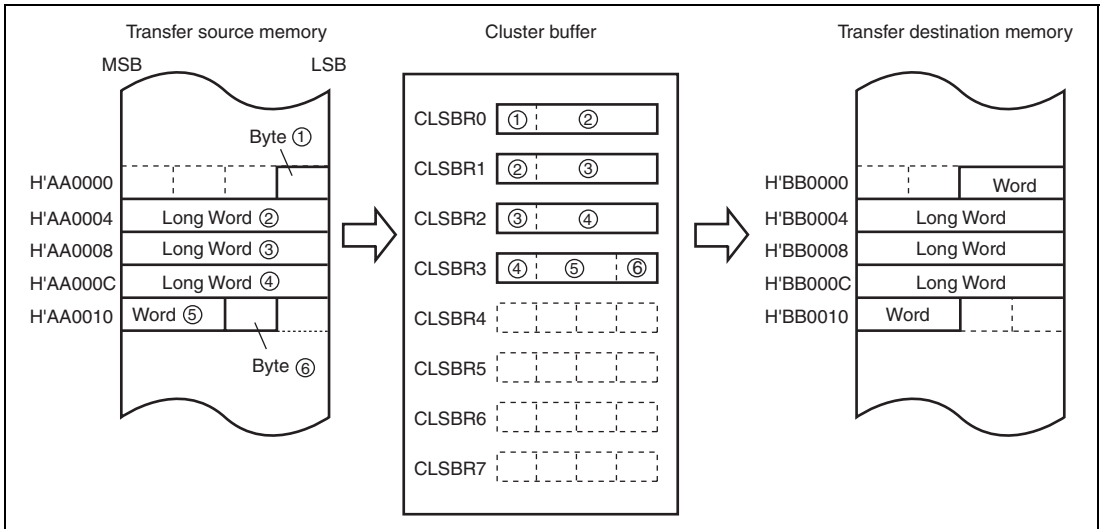 Transfer source memory
MSB
LSB
Byte ①
H'AA0000
H'AA0004
Long Word ②
H'AA0008
Long Word ③
H'AA000C
Long Word ④
H'AA0010
Word ⑤
Byte ⑥
Cluster buffer
CLSBR0 ① ②
CLSBR1 ② ③
CLSBR2 ③ ④
CLSBR3 ④ ⑤ ⑥
CLSBR4
CLSBR5
CLSBR6
CLSBR7
Transfer destination memory
H'BB0000 Word
H'BB0004 Long Word
H'BB0008 Long Word
H'BB000C Long Word
H'BB0010 Word